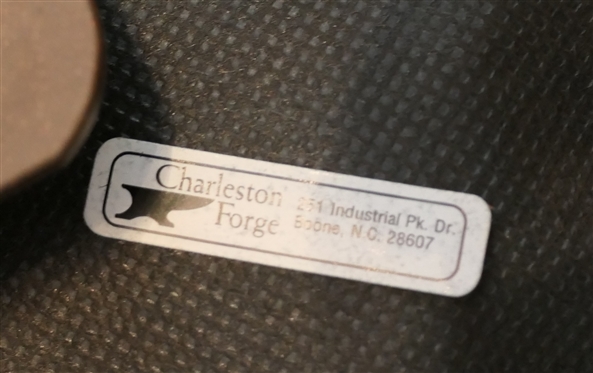 Charleston
Forge
251 Industrial Pk. Dr.
Boone, N.C. 28607